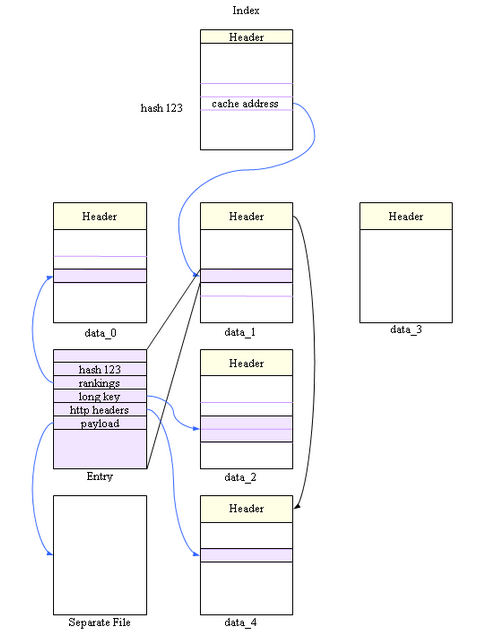 Index
Header
hash 123
cache address
Header
Header
Header
data_0
data_1
data_3
hash 123
rankings
long key
http headers
payload
Header
Entry
data_2
Header
Separate File
data_4